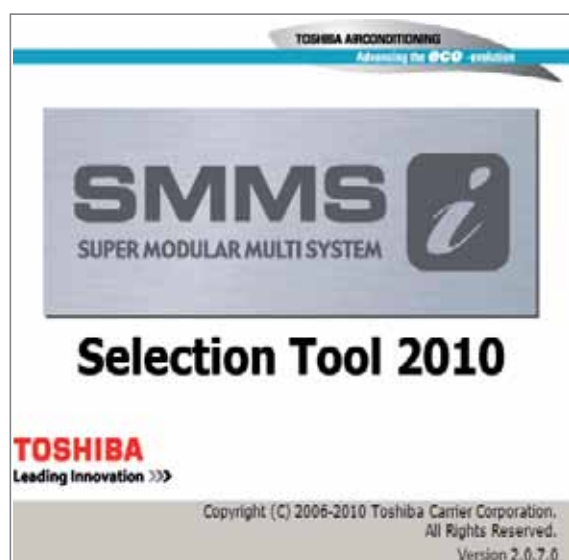 TOSHIBA AIRCONDITIONING
Advancing the eco-evolution
SMMS i
SUPER MODULAR MULTI SYSTEM
Selection Tool 2010
TOSHIBA
Leading Innovation >>>
Copyright (C) 2006-2010 Toshiba Carrier Corporation.
All Rights Reserved.
Version 2.0.7.0